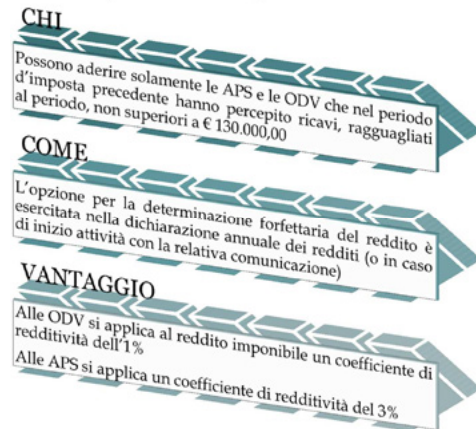 CHI
Possono aderire solamente le APS e le ODV che nel periodo
d'imposta precedente hanno percepito ricavi, ragguagliati
al periodo, non superiori a € 130.000,00
COME
L'opzione per la determinazione forfettaria del reddito è
esercitata nella dichiarazione annuale dei redditi (o in caso
di inizio attività con la relativa comunicazione)
VANTAGGIO
Alle ODV si applica al reddito imponibile un coefficiente di
redditività dell'1%
Alle APS si applica un coefficiente di redditività del 3%